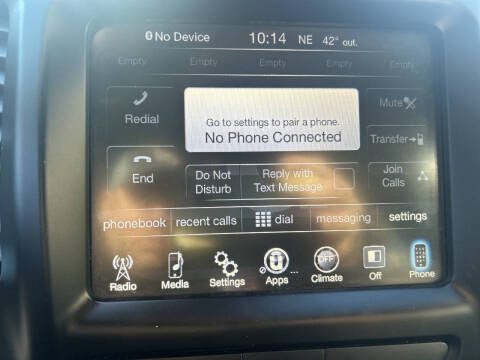 No Device 10:14 NE 42° out.
Empty Empty Empty Empty Empty
Redial
Go to settings to pair a phone.
No Phone Connected
Mute
Transfer
End
Do Not Disturb
Reply with Text Message
Join Calls
phonebook recent calls dial messaging settings
Radio Media Settings Apps ... OFF Climate Off Phone